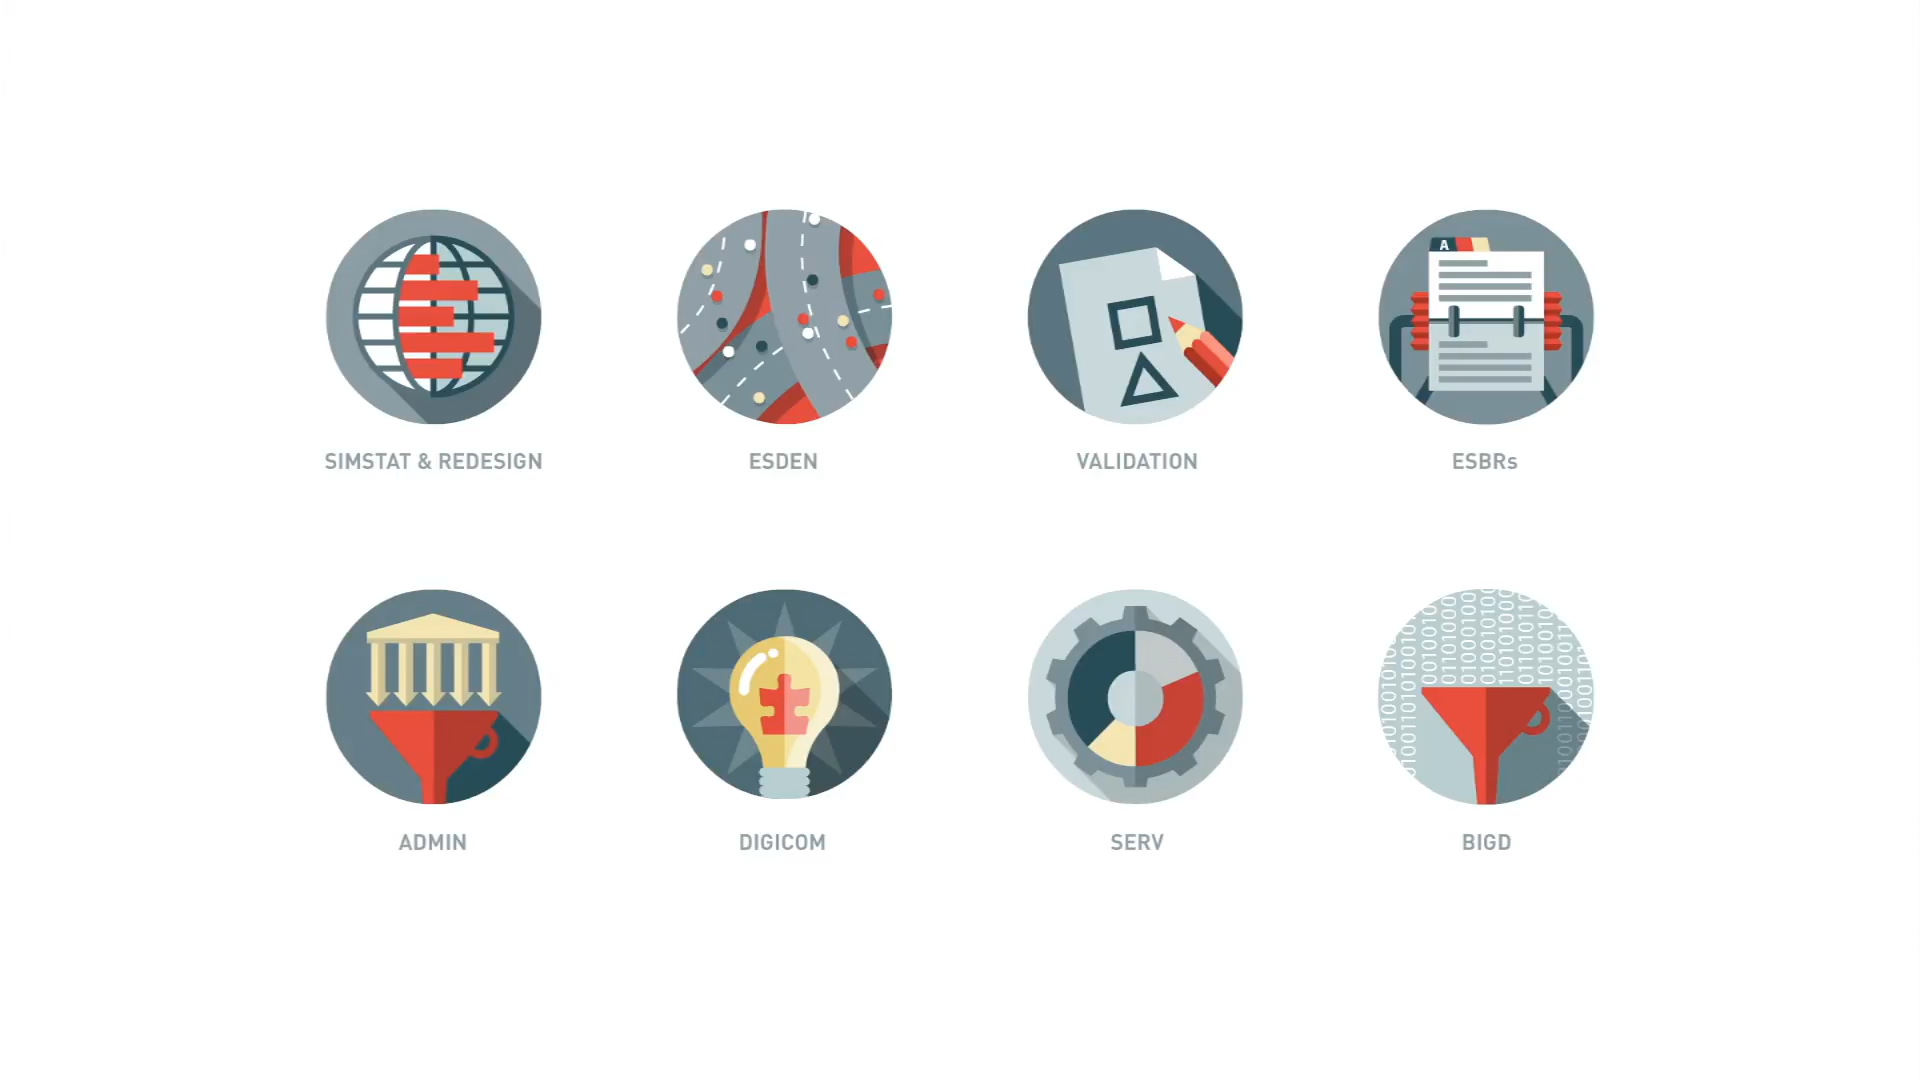 A
SIMSTAT & REDESIGN
ESDEN
VALIDATION
ESBRs
ADMIN
DIGICOM
SERV
BIGD